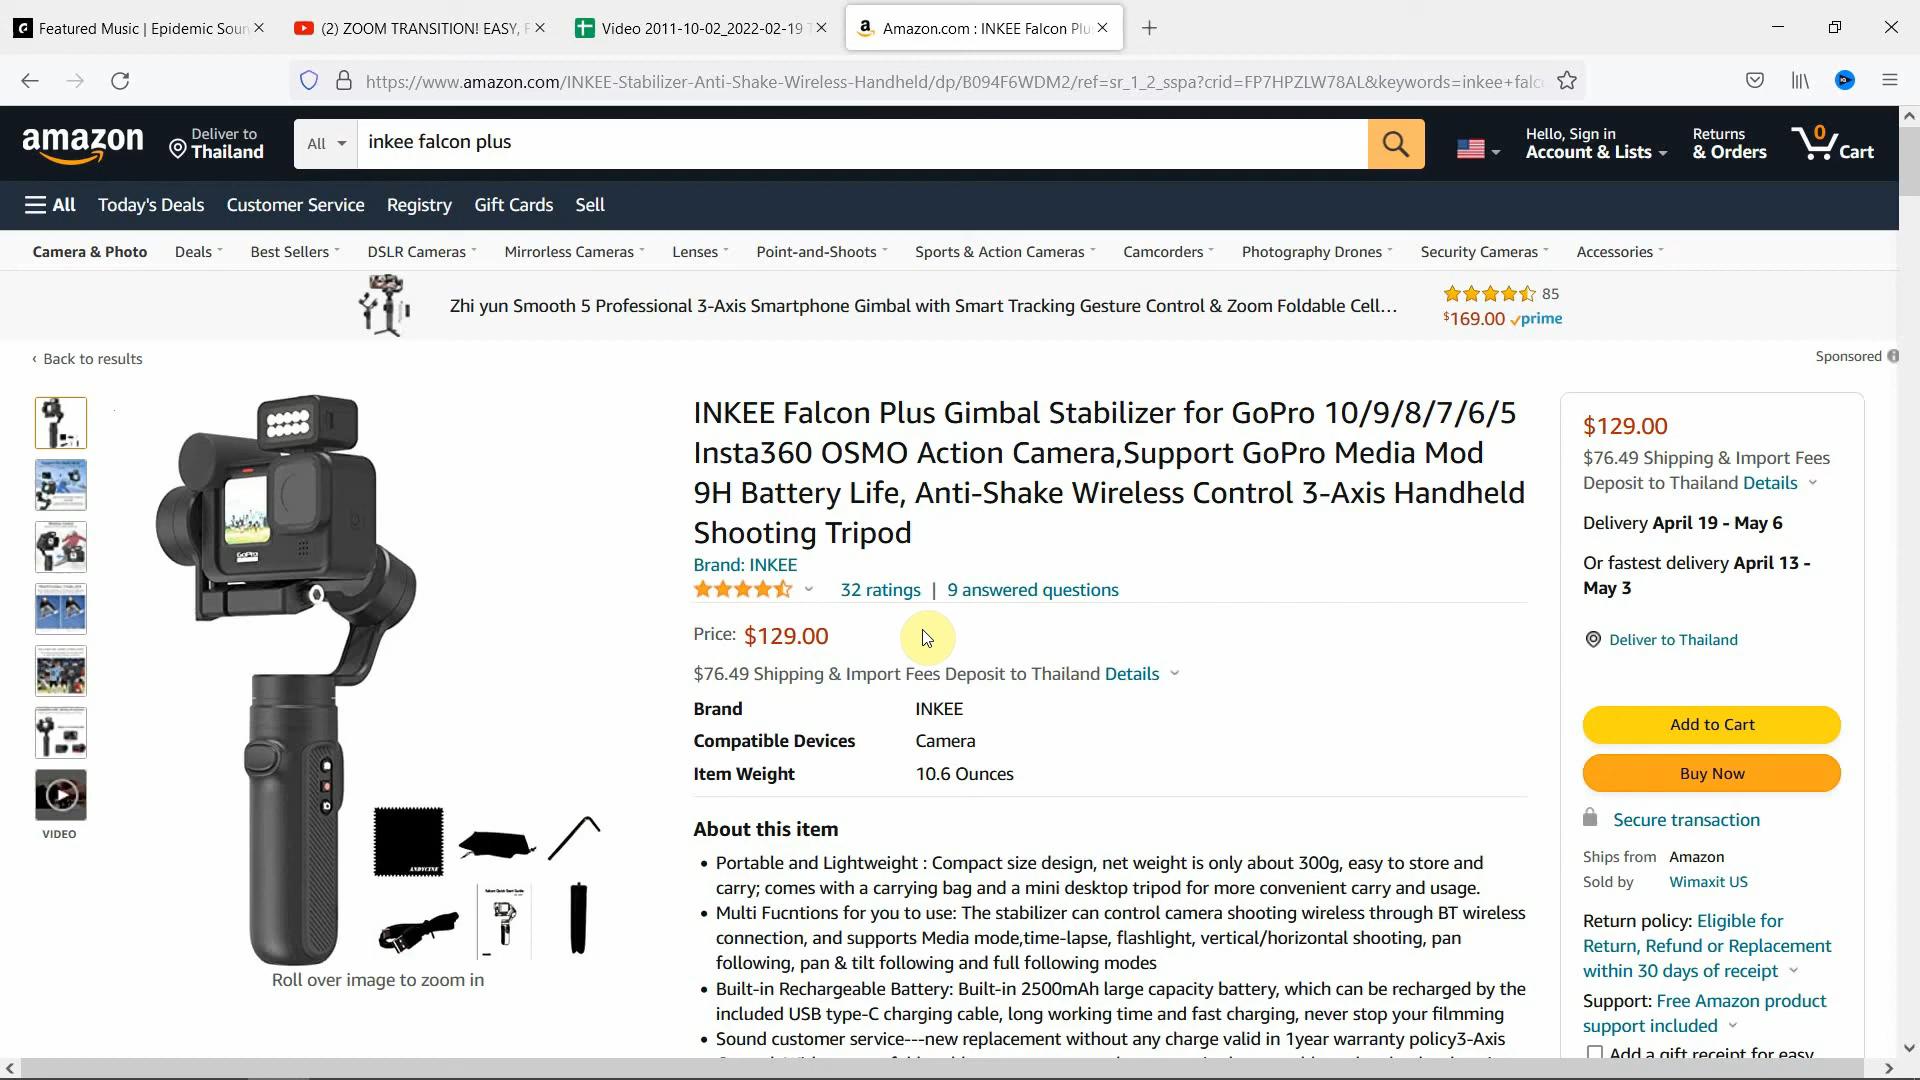 Featured Music | Epidemic Soun
(2) ZOOM TRANSITION! EASY, F
Video 2011-10-02_2022-02-19
Amazon.com : INKEE Falcon Plu
https://www.amazon.com/INKEE-Stabilizer-Anti-Shake-Wireless-Handheld/dp/B094F6WDM2/ref=sr_1_2_sspa?crid=FP7HPZLW78AL&keywords=inkee+falc
amazon
Deliver to
Thailand
All
inkee falcon plus
Hello, Sign in
Account & Lists
Returns
& Orders
0
Cart
All
Today's Deals
Customer Service
Registry
Gift Cards
Sell
Camera & Photo
Deals
Best Sellers
DSLR Cameras
Mirrorless Cameras
Lenses
Point-and-Shoots
Sports & Action Cameras
Camcorders
Photography Drones
Security Cameras
Accessories
Zhi yun Smooth 5 Professional 3-Axis Smartphone Gimbal with Smart Tracking Gesture Control & Zoom Foldable Cell...
85
$169.00 prime
‹ Back to results
Sponsored
VIDEO
GoPro
ANDYCINE
Falcon Quick Start Guide
Roll over image to zoom in
INKEE Falcon Plus Gimbal Stabilizer for GoPro 10/9/8/7/6/5
Insta360 OSMO Action Camera,Support GoPro Media Mod
9H Battery Life, Anti-Shake Wireless Control 3-Axis Handheld
Shooting Tripod
Brand: INKEE
32 ratings | 9 answered questions
Price: $129.00
$76.49 Shipping & Import Fees Deposit to Thailand Details
Brand INKEE
Compatible Devices Camera
Item Weight 10.6 Ounces
About this item
• Portable and Lightweight : Compact size design, net weight is only about 300g, easy to store and
carry; comes with a carrying bag and a mini desktop tripod for more convenient carry and usage.
• Multi Fucntions for you to use: The stabilizer can control camera shooting wireless through BT wireless
connection, and supports Media mode,time-lapse, flashlight, vertical/horizontal shooting, pan
following, pan & tilt following and full following modes
• Built-in Rechargeable Battery: Built-in 2500mAh large capacity battery, which can be recharged by the
included USB type-C charging cable, long working time and fast charging, never stop your filmming
• Sound customer service---new replacement without any charge valid in 1year warranty policy3-Axis
$129.00
$76.49 Shipping & Import Fees
Deposit to Thailand Details
Delivery April 19 - May 6
Or fastest delivery April 13 -
May 3
Deliver to Thailand
Add to Cart
Buy Now
Secure transaction
Ships from Amazon
Sold by Wimaxit US
Return policy: Eligible for
Return, Refund or Replacement
within 30 days of receipt
Support: Free Amazon product
support included
Add a gift receipt for easy